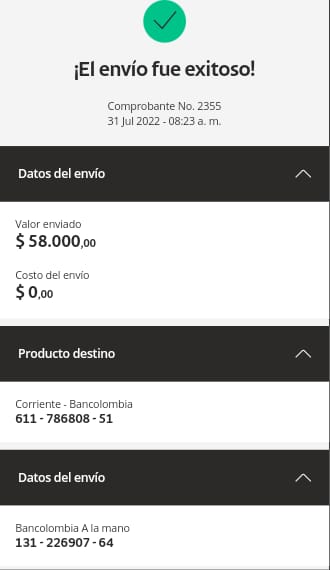 ¡El envío fue exitoso!
Comprobante No. 2355
31 Jul 2022 - 08:23 a. m.
Datos del envío
Valor enviado
$ 58.000,00
Costo del envío
$ 0,00
Producto destino
Corriente - Bancolombia
611 - 786808 - 51
Datos del envío
Bancolombia A la mano
131 - 226907 - 64